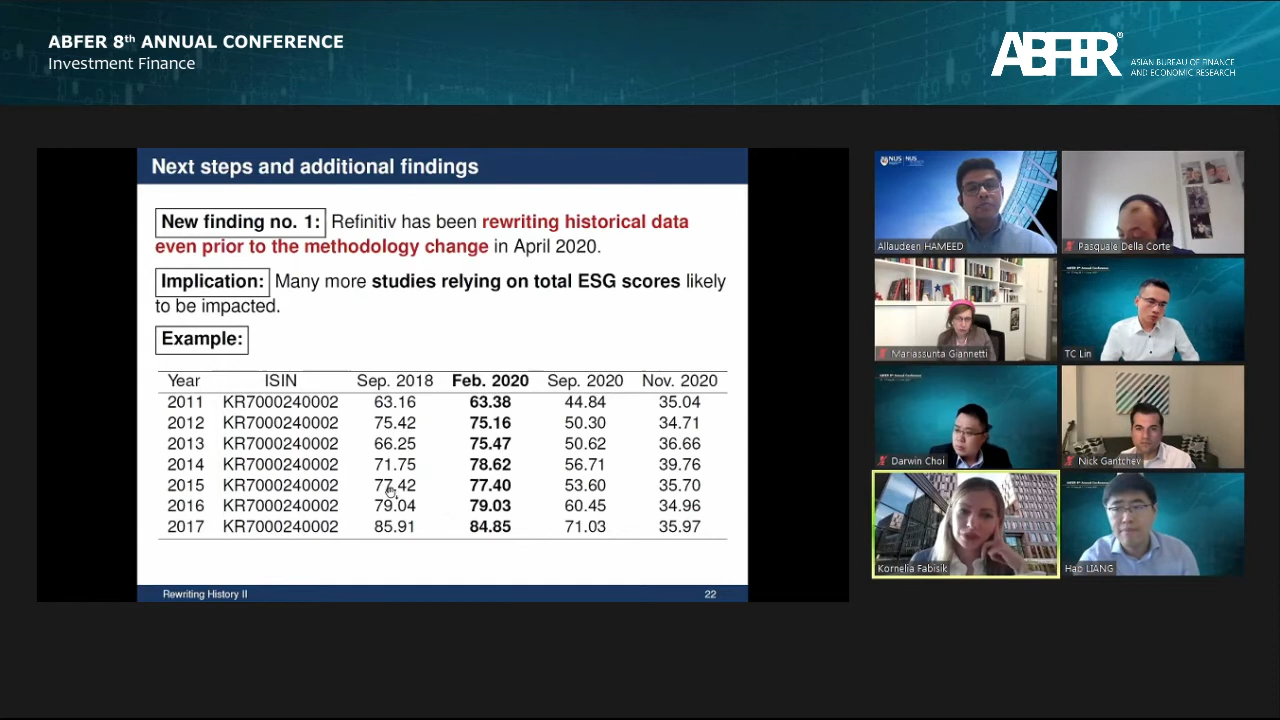 ABFER 8th ANNUAL CONFERENCE
Investment Finance
ABFER®
ASIAN BUREAU OF FINANCE
AND ECONOMIC RESEARCH
Next steps and additional findings
New finding no. 1: Refinitiv has been rewriting historical data
even prior to the methodology change in April 2020.
Implication: Many more studies relying on total ESG scores likely
to be impacted.
Example:
Year ISIN Sep. 2018 Feb. 2020 Sep. 2020 Nov. 2020
2011 KR7000240002 63.16 63.38 44.84 35.04
2012 KR7000240002 75.42 75.16 50.30 34.71
2013 KR7000240002 66.25 75.47 50.62 36.66
2014 KR7000240002 71.75 78.62 56.71 39.76
2015 KR7000240002 77.42 77.40 53.60 35.70
2016 KR7000240002 79.04 79.03 60.45 34.96
2017 KR7000240002 85.91 84.85 71.03 35.97
Rewriting History II 22
NUS NUS
Allaudeen HAMEED
Pasquale Della Corte
Mariassunta Giannetti
TC Lin
Darwin Choi
Nick Gantchev
Kornelia Fabisik
Hao LIANG